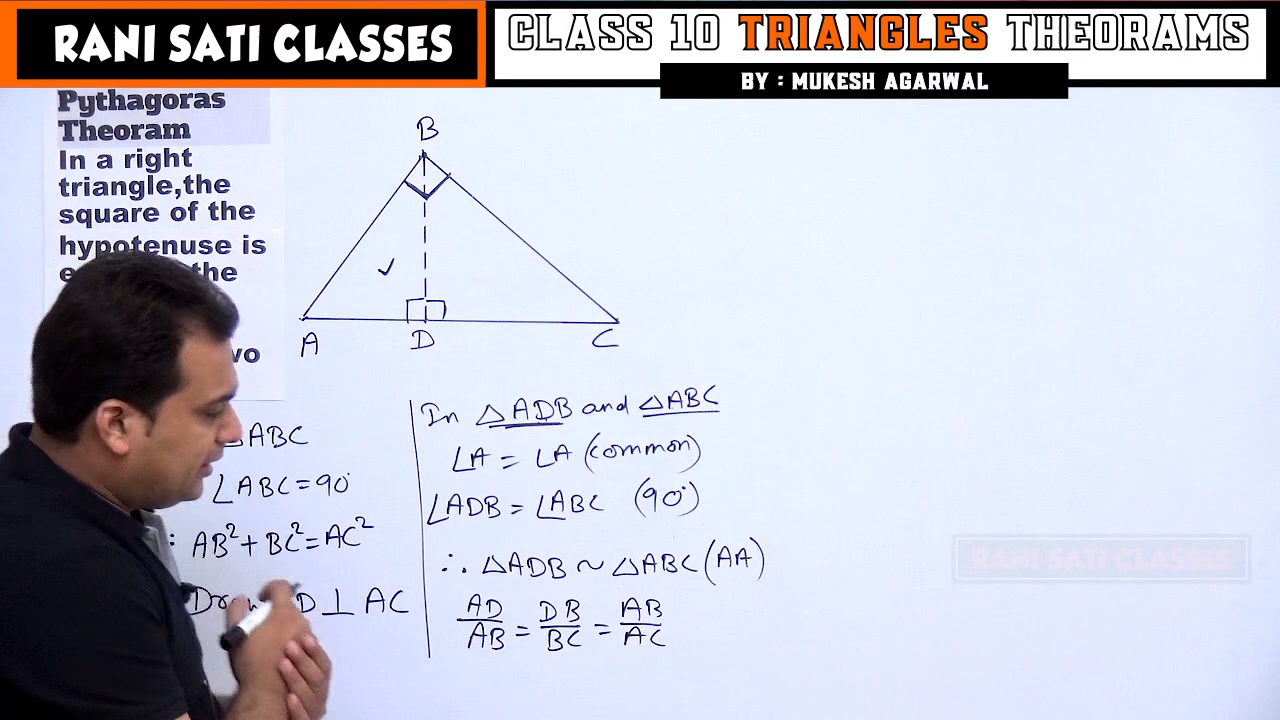 RANI SATI CLASSES
CLASS 10 TRIANGLES THEORAMS
BY : MUKESH AGARWAL
Pythagoras
Theoram
In a right
triangle,the
square of the
hypotenuse is
the
B
A
D
C
△ABC
∠ABC=90°
AB²+BC²=AC²
D ⊥ AC
In △ADB and △ABC
∠A = ∠A (common)
∠ADB = ∠ABC (90°)
∴ △ADB ~ △ABC (AA)
AD/AB = DB/BC = AB/AC
RANI SATI CLASSES